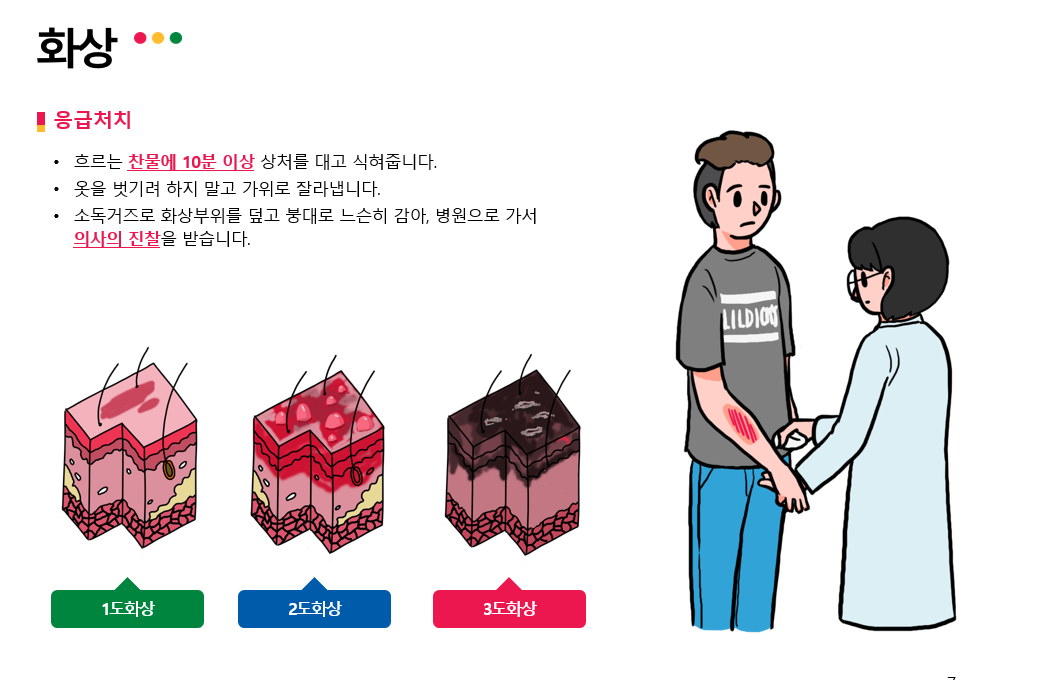 화상
응급처치
• 흐르는 찬물에 10분 이상 상처를 대고 식혀줍니다.
• 옷을 벗기려 하지 말고 가위로 잘라냅니다.
• 소독거즈로 화상부위를 덮고 붕대로 느슨히 감아, 병원으로 가서
의사의 진찰을 받습니다.
LILDIOOS
1도화상
2도화상
3도화상